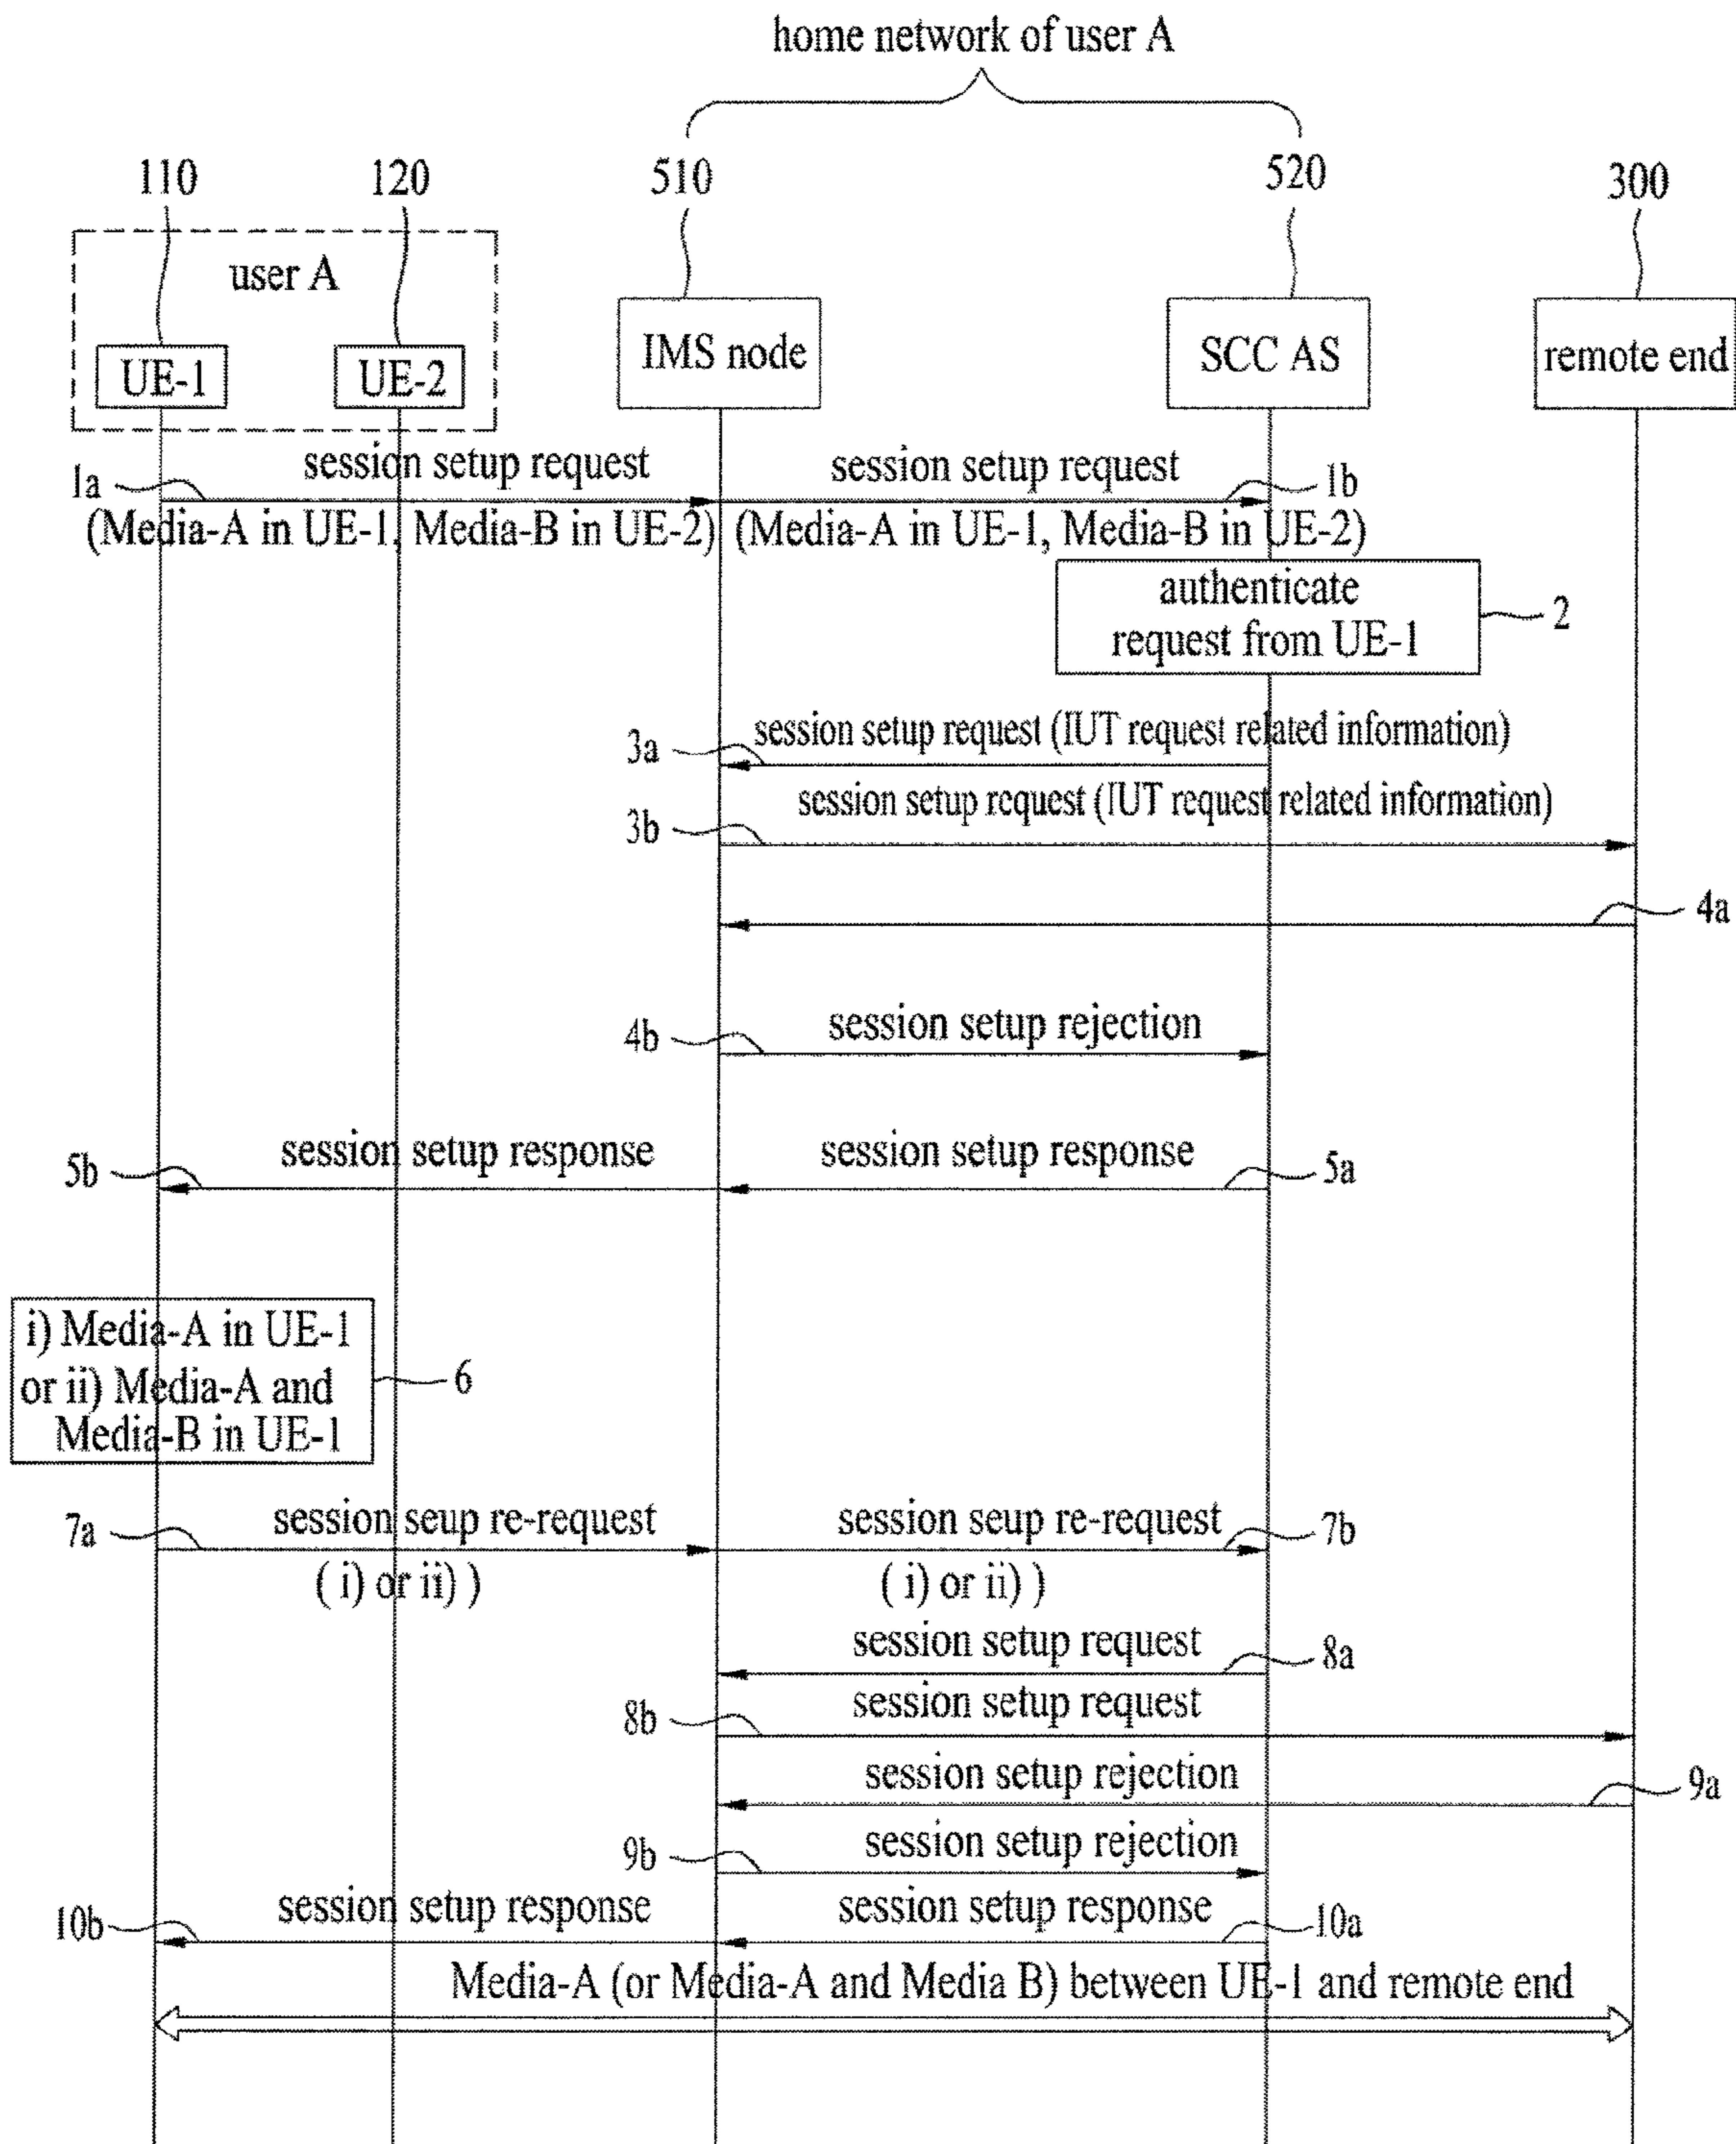 home network of user A
110
120
510
520
300
user A
UE-1
UE-2
IMS node
SCC AS
remote end
session setup request
session setup request
1a
1b
(Media-A in UE-1, Media-B in UE-2)
(Media-A in UE-1, Media-B in UE-2)
authenticate
request from UE-1
2
session setup request (IUT request related information)
3a
session setup request (IUT request related information)
3b
4a
session setup rejection
4b
session setup response
session setup response
5b
5a
i) Media-A in UE-1
or ii) Media-A and
Media-B in UE-1
6
session seup re-request
session seup re-request
7a
7b
( i) or ii) )
( i) or ii) )
session setup request
8a
session setup request
8b
session setup rejection
9a
session setup rejection
9b
session setup response
session setup response
10b
10a
Media-A (or Media-A and Media B) between UE-1 and remote end